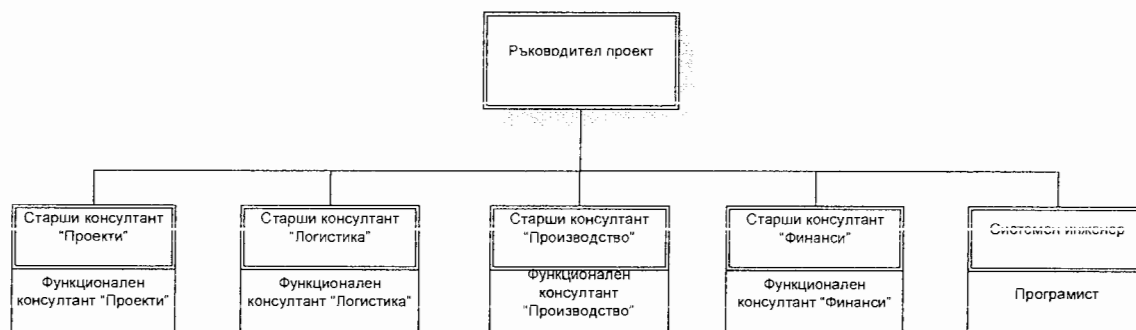 Ръководител проект
Старши консултант
"Проекти"
Функционален
консултант "Проекти"
Старши консултант
"Логистика"
Функционален
консултант "Логистика"
Старши консултант
"Производство"
Функционален
консултант
"Производство"
Старши консултант
"Финанси"
Функционален
консултант "Финанси"
Системен инженер
Програмист